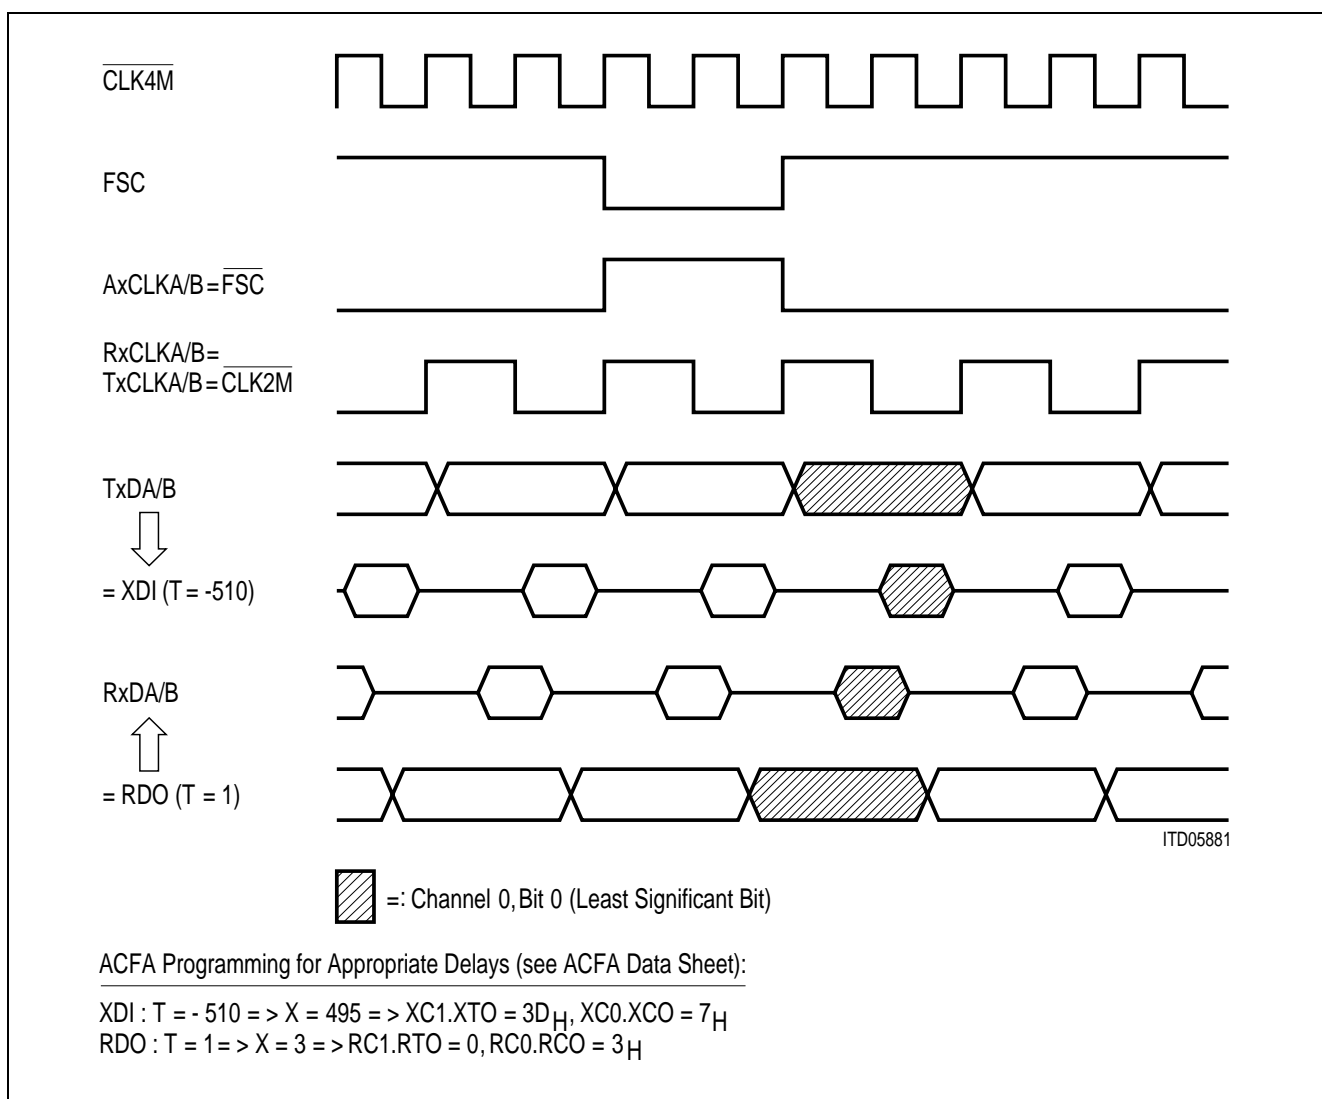 CLK4M
FSC
AxCLKA/B=FSC
RxCLKA/B=
TxCLKA/B=CLK2M
TxDA/B
= XDI (T = -510)
RxDA/B
= RDO (T = 1)
ITD05881
=: Channel 0, Bit 0 (Least Significant Bit)
ACFA Programming for Appropriate Delays (see ACFA Data Sheet):
XDI : T = - 510 = > X = 495 = > XC1.XTO = 3DH, XC0.XCO = 7H
RDO : T = 1 = > X = 3 = > RC1.RTO = 0, RC0.RCO = 3H